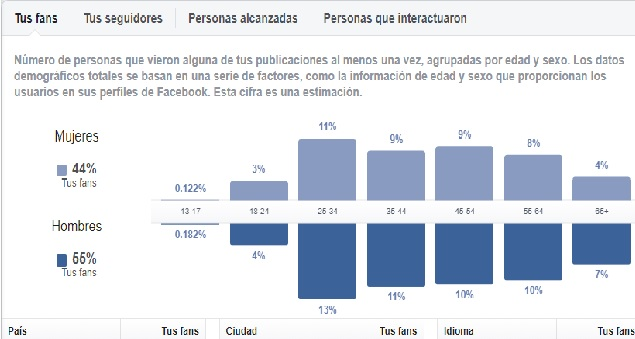 Tus fans Tus seguidores Personas alcanzadas Personas que interactuaron
Número de personas que vieron alguna de tus publicaciones al menos una vez, agrupadas por edad y sexo. Los datos
demográficos totales se basan en una serie de factores, como la información de edad y sexo que proporcionan los
usuarios en sus perfiles de Facebook. Esta cifra es una estimación.
Mujeres
44%
Tus fans
0.122% 3% 11% 9% 9% 8% 4%
13-17 18-24 25-34 35-44 45-54 55-64 65+
Hombres
55%
Tus fans
0.182% 4% 13% 11% 10% 10% 7%
País Tus fans Ciudad Tus fans Idioma Tus fans